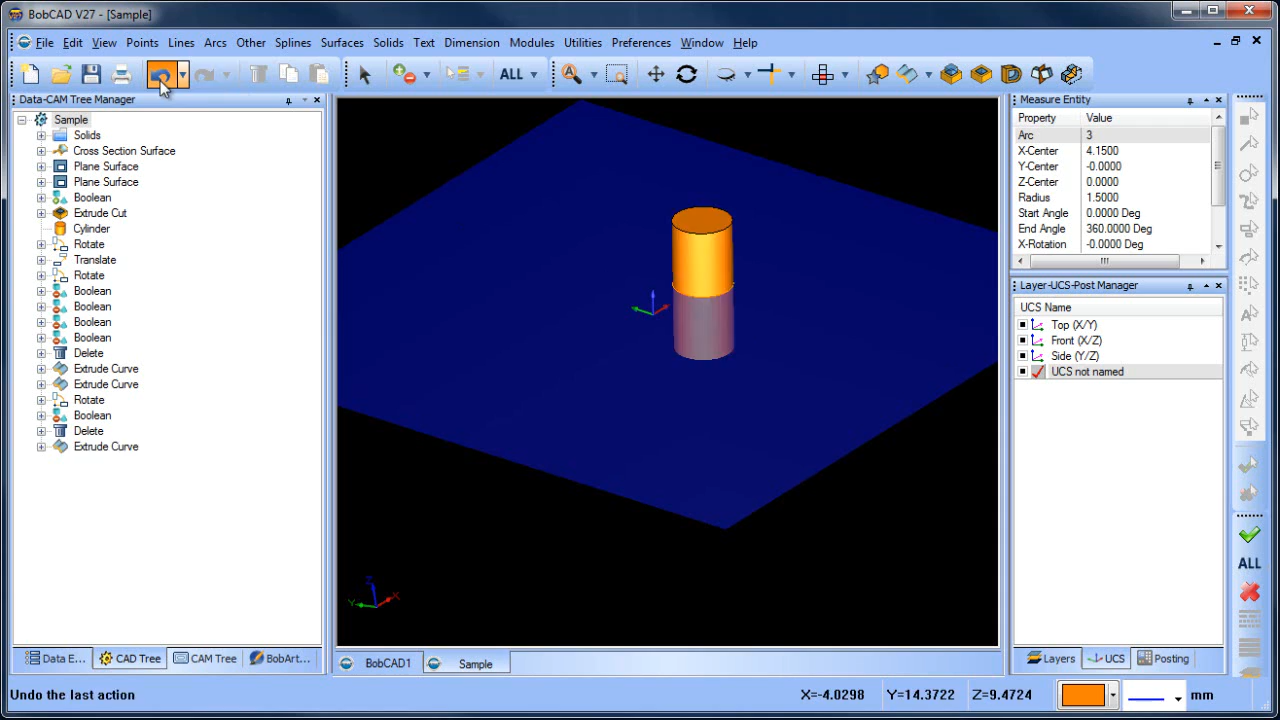 BobCAD V27 - [Sample]
File Edit View Points Lines Arcs Other Splines Surfaces Solids Text Dimension Modules Utilities Preferences Window Help
ALL
Data-CAM Tree Manager
Sample
Solids
Cross Section Surface
Plane Surface
Plane Surface
Boolean
Extrude Cut
Cylinder
Rotate
Translate
Rotate
Boolean
Boolean
Boolean
Boolean
Delete
Extrude Curve
Extrude Curve
Rotate
Boolean
Delete
Extrude Curve
Data E... CAD Tree CAM Tree BobArt...
Z
Y
X
BobCAD1 Sample
Measure Entity
Property Value
Arc 3
X-Center 4.1500
Y-Center -0.0000
Z-Center 0.0000
Radius 1.5000
Start Angle 0.0000 Deg
End Angle 360.0000 Deg
X-Rotation -0.0000 Deg
Layer-UCS-Post Manager
UCS Name
Top (X/Y)
Front (X/Z)
Side (Y/Z)
UCS not named
Layers UCS Posting
ALL
Undo the last action X=-4.0298 Y=14.3722 Z=9.4724 mm